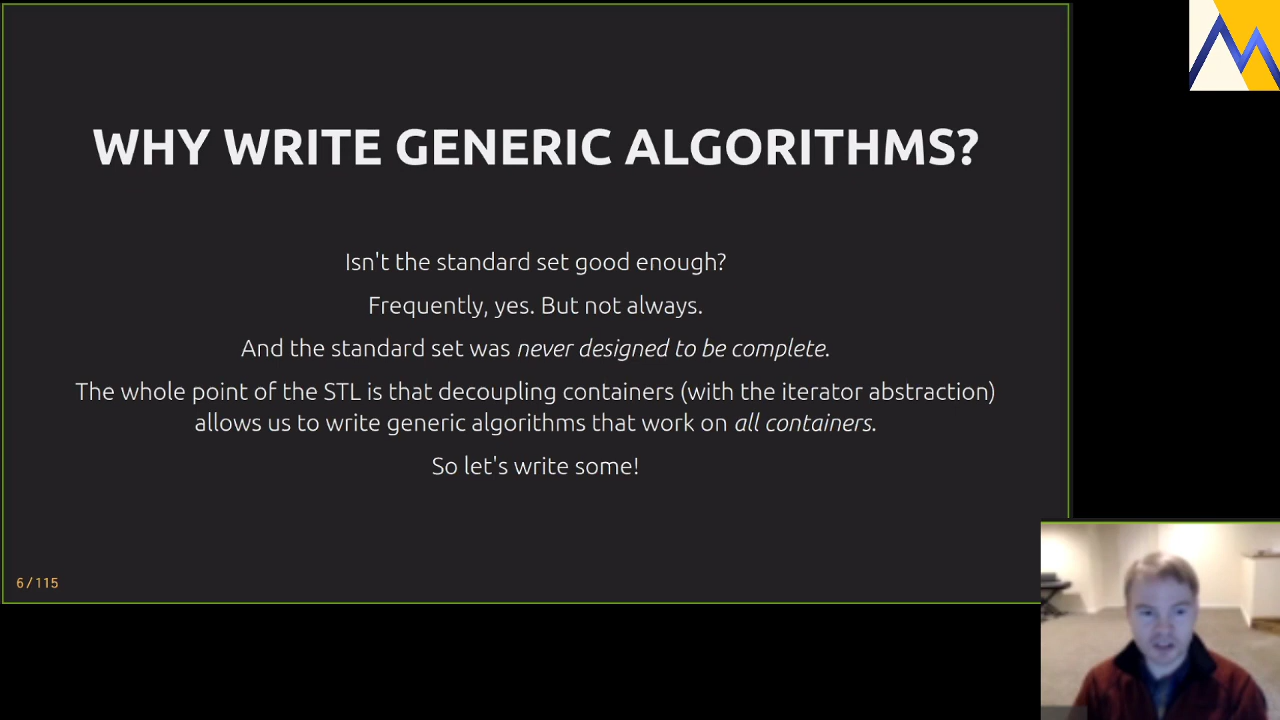 WHY WRITE GENERIC ALGORITHMS?
Isn't the standard set good enough?
Frequently, yes. But not always.
And the standard set was never designed to be complete.
The whole point of the STL is that decoupling containers (with the iterator abstraction)
allows us to write generic algorithms that work on all containers.
So let's write some!
6 / 115